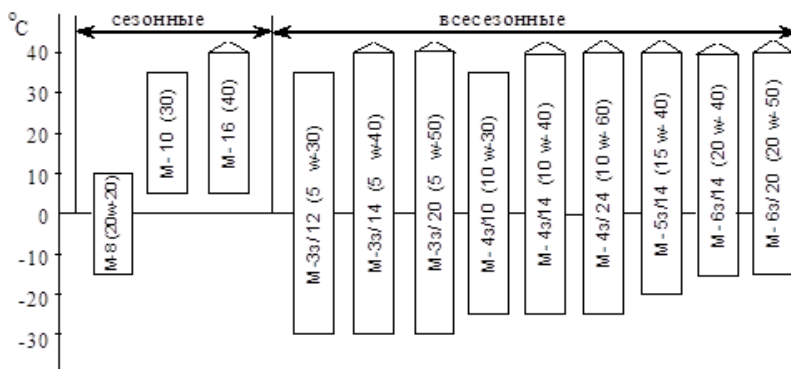 °C
сезонные
всесезонные
40
30
20
10
0
-10
-20
-30
М-8 (20w-20)
М- 10 (30)
М- 16 (40)
М-3з/12 (5 w-30)
М-3з/14 (5 w-40)
М-3з/20 (5 w-50)
М- 4з/10 (10 w-30)
М- 4з/14 (10 w- 40)
М- 4з/ 24 (10 w- 60)
М- 5з/14 (15 w- 40)
М- 6з/14 (20 w- 40)
М- 6з/ 20 (20 w- 50)